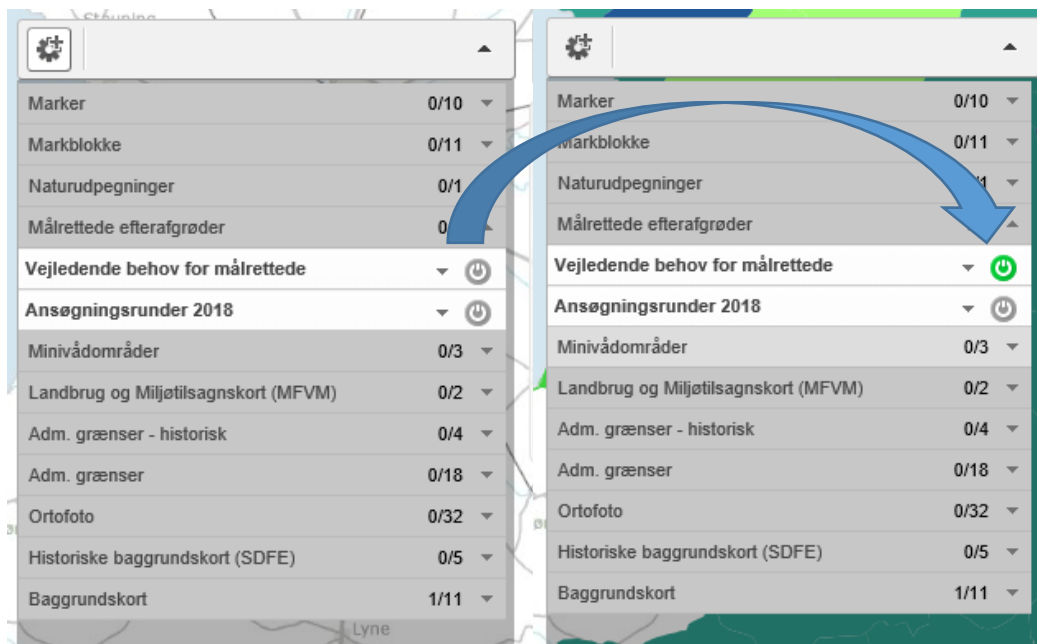 Marker 0/10
Markblokke 0/11
Naturudpegninger 0/1
Målrettede efterafgrøder 0
Vejledende behov for målrettede
Ansøgningsrunder 2018
Minivådområder 0/3
Landbrug og Miljøtilsagnskort (MFVM) 0/2
Adm. grænser - historisk 0/4
Adm. grænser 0/18
Ortofoto 0/32
Historiske baggrundskort (SDFE) 0/5
Baggrundskort 1/11
Lyne
Marker 0/10
Markblokke 0/11
Naturudpegninger /1
Målrettede efterafgrøder
Vejledende behov for målrettede
Ansøgningsrunder 2018
Minivådområder 0/3
Landbrug og Miljøtilsagnskort (MFVM) 0/2
Adm. grænser - historisk 0/4
Adm. grænser 0/18
Ortofoto 0/32
Historiske baggrundskort (SDFE) 0/5
Baggrundskort 1/11